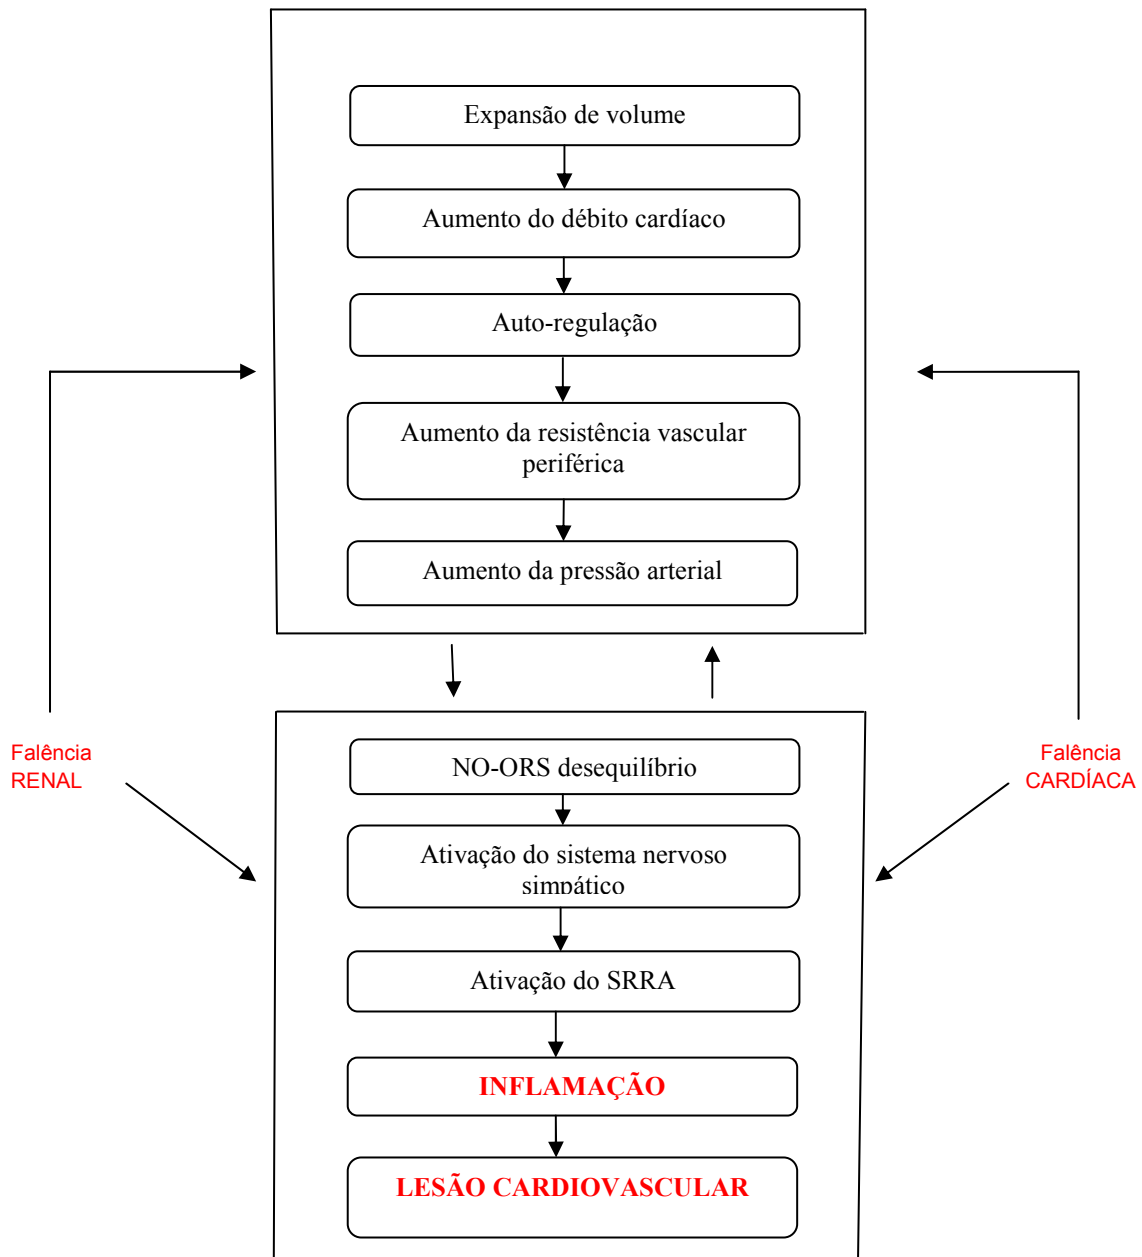 Expansão de volume
Aumento do débito cardíaco
Auto-regulação
Aumento da resistência vascular
periférica
Aumento da pressão arterial
Falência
RENAL
Falência
CARDÍACA
NO-ORS desequilíbrio
Ativação do sistema nervoso
simpático
Ativação do SRRA
INFLAMAÇÃO
LESÃO CARDIOVASCULAR